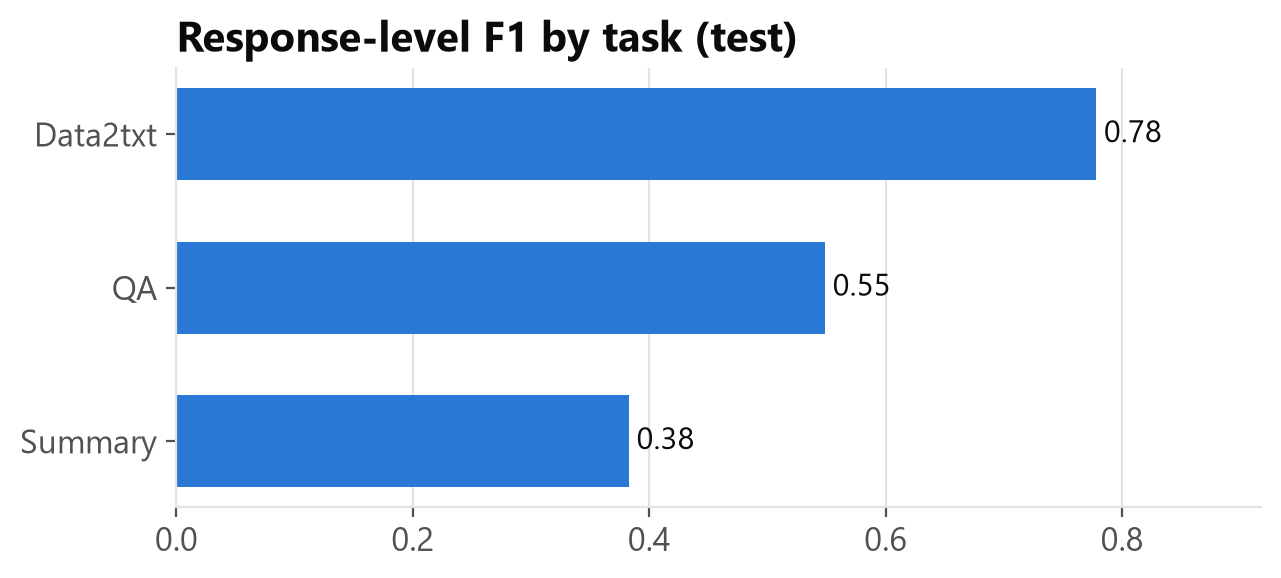 Response-level F1 by task (test)
Data2txt
0.78
QA
0.55
Summary
0.38
0.0 0.2 0.4 0.6 0.8